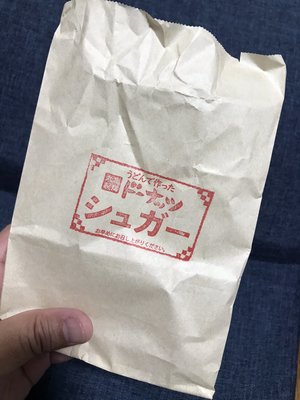 うどんで作った
ドーナッツ
シュガー
お早めにお召し上がりください。